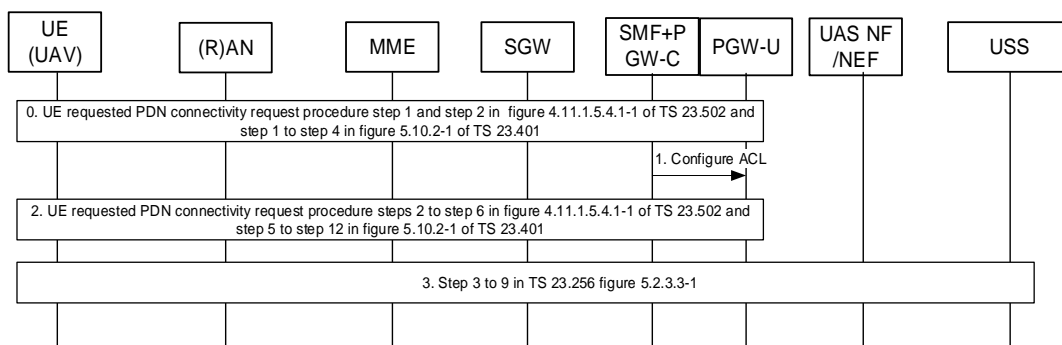 UE
(UAV)
(R)AN
MME
SGW
SMF+P
GW-C
PGW-U
UAS NF
/NEF
USS
0. UE requested PDN connectivity request procedure step 1 and step 2 in figure 4.11.1.5.4.1-1 of TS 23.502 and
step 1 to step 4 in figure 5.10.2-1 of TS 23.401
1. Configure ACL
2. UE requested PDN connectivity request procedure steps 2 to step 6 in figure 4.11.1.5.4.1-1 of TS 23.502 and
step 5 to step 12 in figure 5.10.2-1 of TS 23.401
3. Step 3 to 9 in TS 23.256 figure 5.2.3.3-1